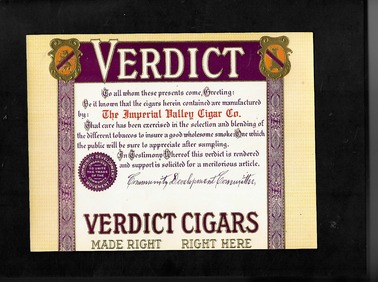 VERDICT
To all whom these presents come, Greeting:
Be it known that the cigars herein contained are manufactured
by: The Imperial Valley Cigar Co.
That care has been exercised in the selection and blending of
the different tobaccos to insure a good wholesome smoke One which
the public will be sure to appreciate after sampling.
In Testimony Whereof this verdict is rendered
and support is solicited for a meritorious article.
Community Development Committee,
VERDICT CIGARS
MADE RIGHT RIGHT HERE